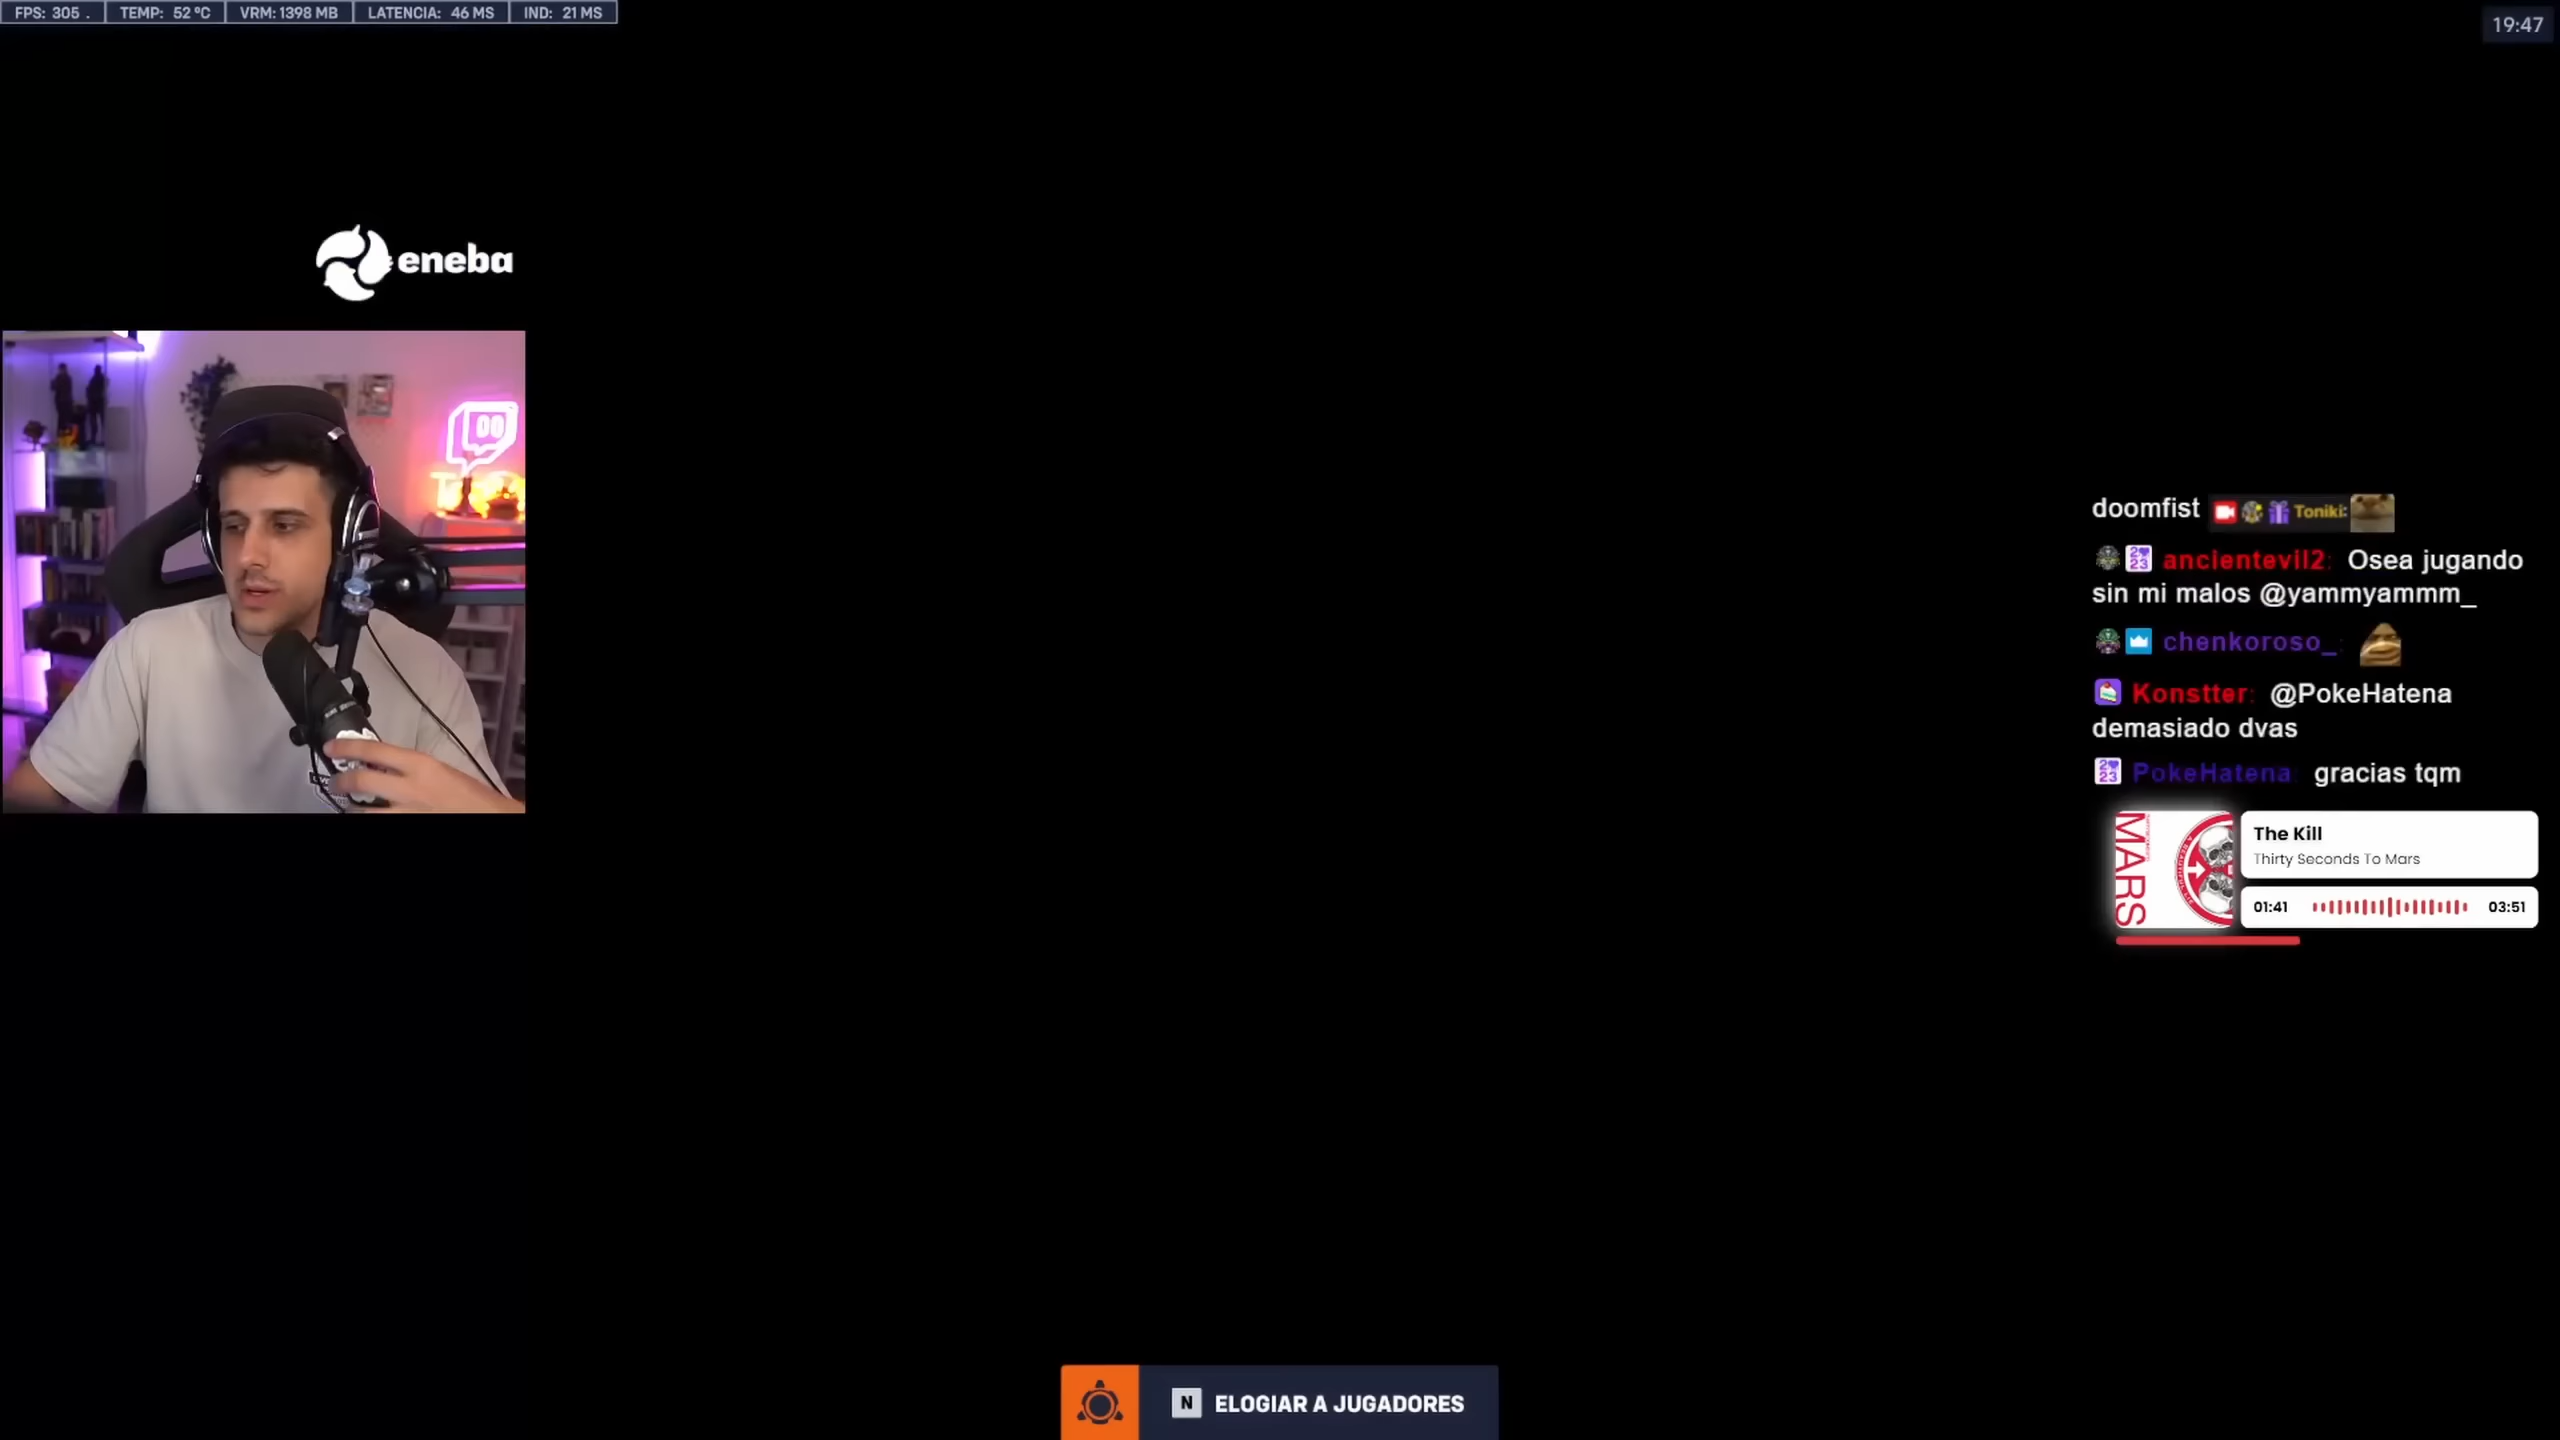 FPS: 305 . TEMP: 52 ºC VRM: 1398 MB LATENCIA: 46 MS IND: 21 MS
19:47
eneba
doomfist Toniki:
ancientevil2: Osea jugando
sin mi malos @yammyammm_
chenkoroso_:
Konstter: @PokeHatena
demasiado dvas
PokeHatena gracias tqm
MARS
The Kill
Thirty Seconds To Mars
01:41 03:51
N ELOGIAR A JUGADORES